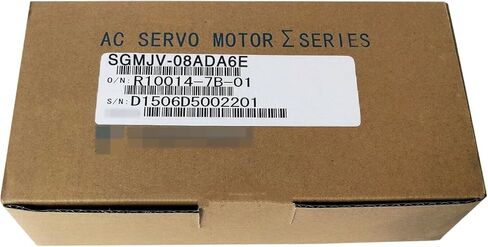 AC SERVO MOTOR Σ SERIES
SGMJV-08ADA6E
O/N: R10014-7B-01
S/N: D1506D5002201